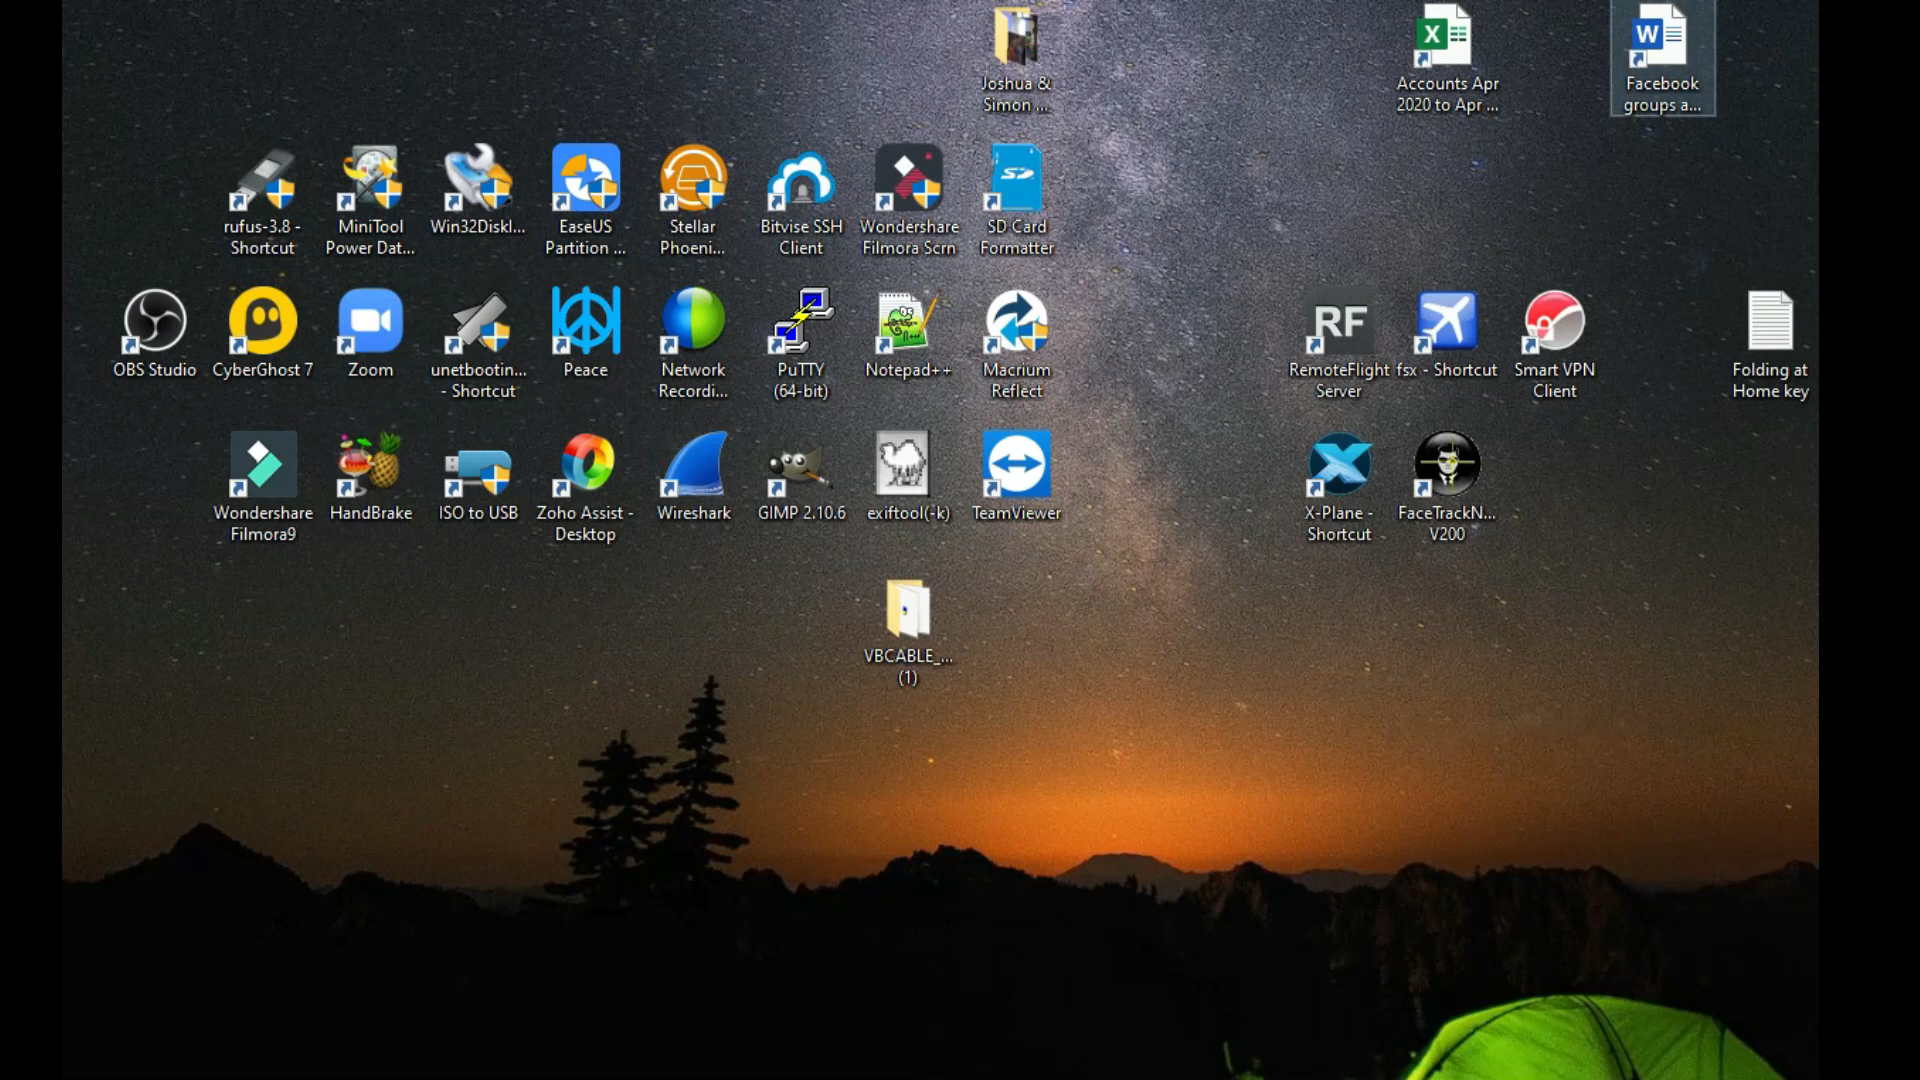 Joshua &
Simon ...
Accounts Apr
2020 to Apr ...
Facebook
groups a...
rufus-3.8 -
Shortcut
MiniTool
Power Dat...
Win32DiskI...
EaseUS
Partition ...
Stellar
Phoeni...
Bitvise SSH
Client
Wondershare
Filmora Scrn
SD Card
Formatter
OBS Studio
CyberGhost 7
Zoom
unetbootin...
- Shortcut
Peace
Network
Recordi...
PuTTY
(64-bit)
Notepad++
Macrium
Reflect
RF
RemoteFlight
Server
fsx - Shortcut
Smart VPN
Client
Folding at
Home key
Wondershare
Filmora9
HandBrake
ISO to USB
Zoho Assist -
Desktop
Wireshark
GIMP 2.10.6
exiftool(-k)
TeamViewer
X-Plane -
Shortcut
FaceTrackN...
V200
VBCABLE_...
(1)